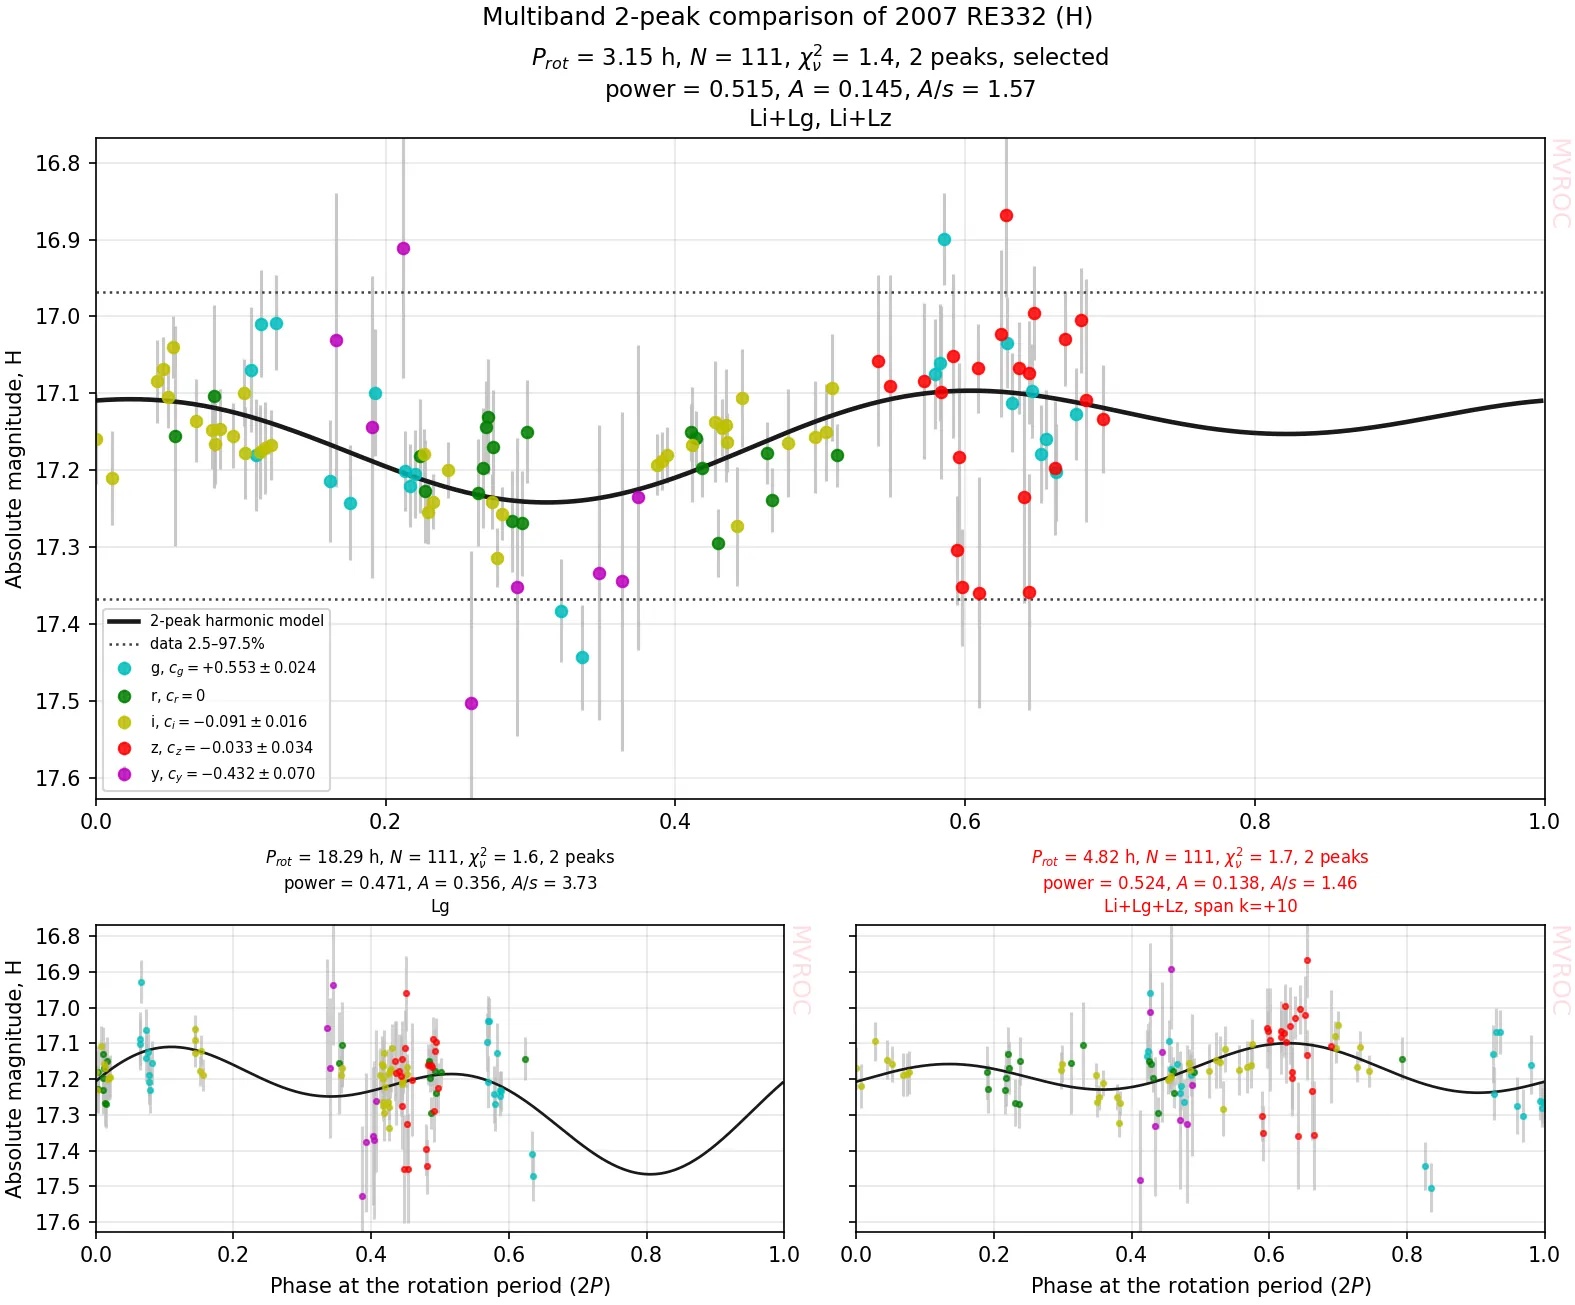 Multiband 2-peak comparison of 2007 RE332 (H)
P_rot = 3.15 h, N = 111, χ²_ν = 1.4, 2 peaks, selected
power = 0.515, A = 0.145, A/s = 1.57
Li+Lg, Li+Lz
MVROC
Absolute magnitude, H
16.8
16.9
17.0
17.1
17.2
17.3
17.4
17.5
17.6
2-peak harmonic model
data 2.5–97.5%
g, c_g = +0.553 ± 0.024
r, c_r = 0
i, c_i = −0.091 ± 0.016
z, c_z = −0.033 ± 0.034
y, c_y = −0.432 ± 0.070
0.0 0.2 0.4 0.6 0.8 1.0
P_rot = 18.29 h, N = 111, χ²_ν = 1.6, 2 peaks
power = 0.471, A = 0.356, A/s = 3.73
Lg
MVROC
Absolute magnitude, H
16.8
16.9
17.0
17.1
17.2
17.3
17.4
17.5
17.6
0.0 0.2 0.4 0.6 0.8 1.0
Phase at the rotation period (2P)
P_rot = 4.82 h, N = 111, χ²_ν = 1.7, 2 peaks
power = 0.524, A = 0.138, A/s = 1.46
Li+Lg+Lz, span k=+10
MVROC
0.0 0.2 0.4 0.6 0.8 1.0
Phase at the rotation period (2P)